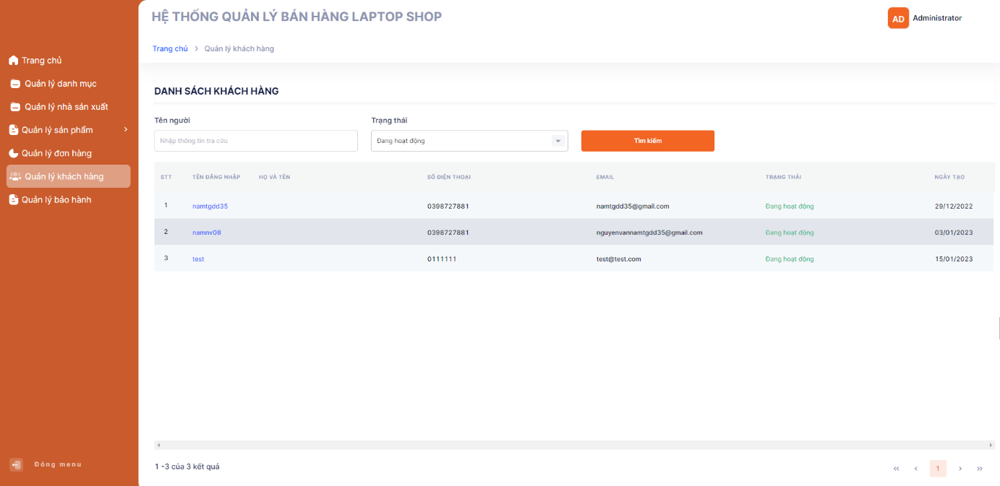 HỆ THỐNG QUẢN LÝ BÁN HÀNG LAPTOP SHOP
AD Administrator
Trang chủ > Quản lý khách hàng
Trang chủ
Quản lý danh mục
Quản lý nhà sản xuất
Quản lý sản phẩm >
Quản lý đơn hàng
Quản lý khách hàng
Quản lý bảo hành
Đóng menu
DANH SÁCH KHÁCH HÀNG
Tên người Trạng thái
Nhập thông tin tra cứu Đang hoạt động Tìm kiếm
STT TÊN ĐĂNG NHẬP HỌ VÀ TÊN SỐ ĐIỆN THOẠI EMAIL TRẠNG THÁI NGÀY TẠO
1 namtgdd35 0398727881 namtgdd35@gmail.com Đang hoạt động 29/12/2022
2 namnv08 0398727881 nguyenvannamtgdd35@gmail.com Đang hoạt động 03/01/2023
3 test 0111111 test@test.com Đang hoạt động 15/01/2023
1 -3 của 3 kết quả « ‹ 1 › »